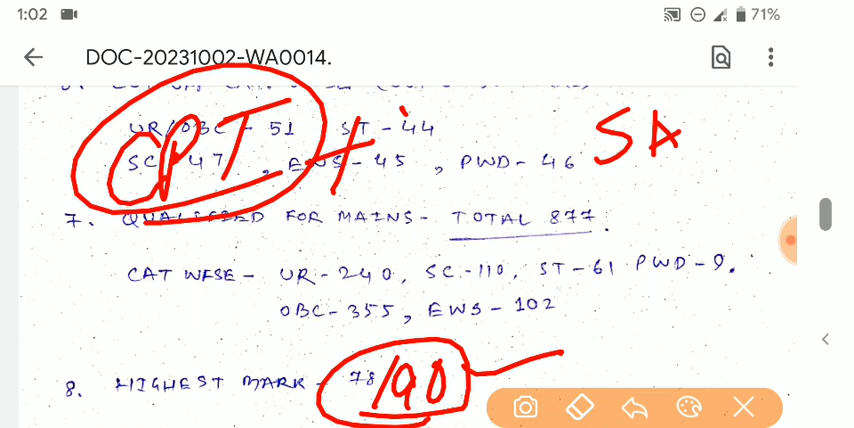 1:02 71%
DOC-20231002-WA0014.
UR/OBC - 51 ST - 44
SC - 47, EWS - 45, PWD - 46
CPT + SA
7. QUALIFIED FOR MAINS - TOTAL 877.
CAT WISE - UR - 240, SC - 110, ST - 61 PWD - 9.
OBC - 355, EWS - 102
8. HIGHEST MARK - 78/90